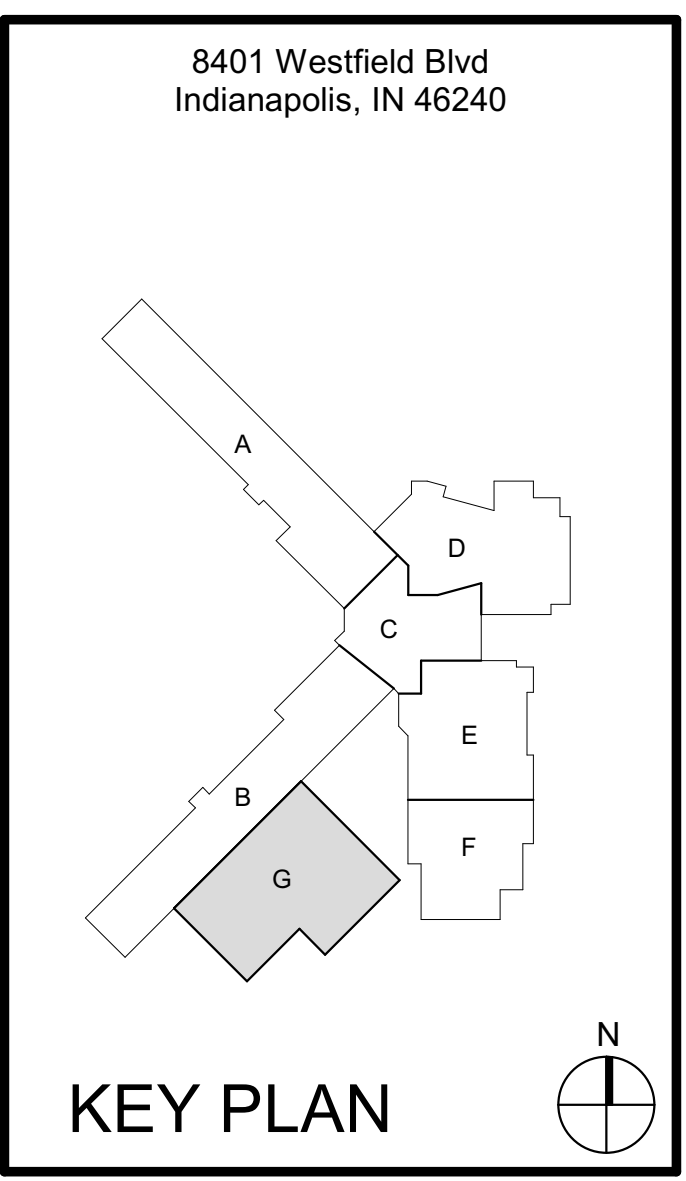 8401 Westfield Blvd
Indianapolis, IN 46240
A
D
C
E
B
F
G
N
KEY PLAN